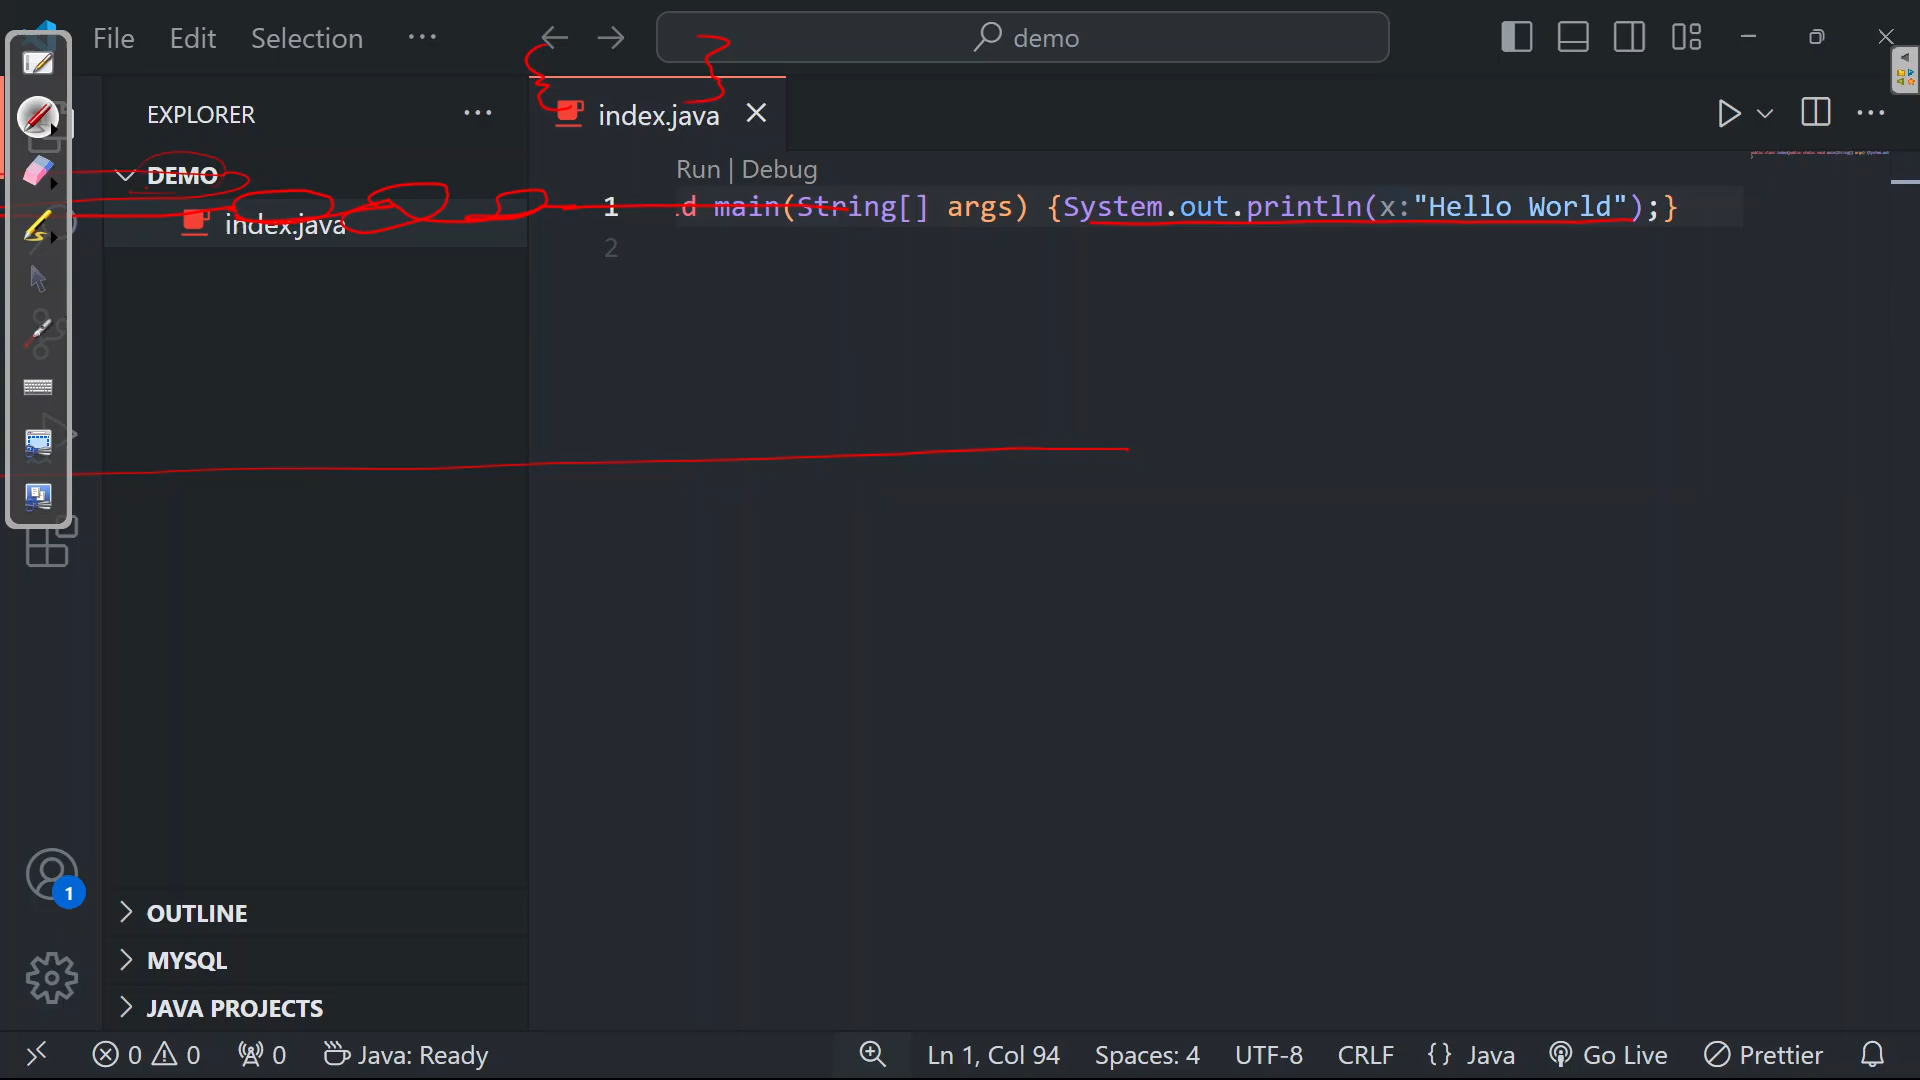 File Edit Selection ··· demo
EXPLORER ···
index.java
DEMO
index.java
Run | Debug
1 d main(String[] args) {System.out.println(x:"Hello World");}
2
1
OUTLINE
MYSQL
JAVA PROJECTS
0 0 0 Java: Ready Ln 1, Col 94 Spaces: 4 UTF-8 CRLF {} Java Go Live Prettier